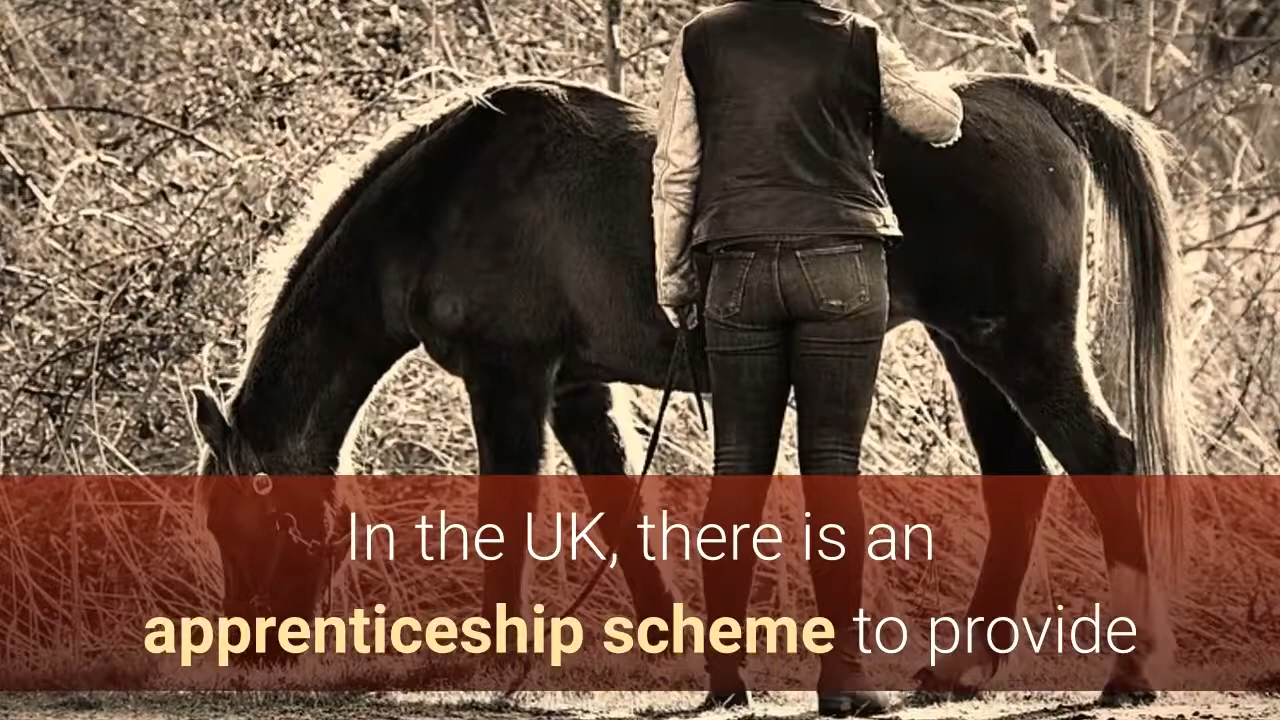 In the UK, there is an
apprenticeship scheme to provide